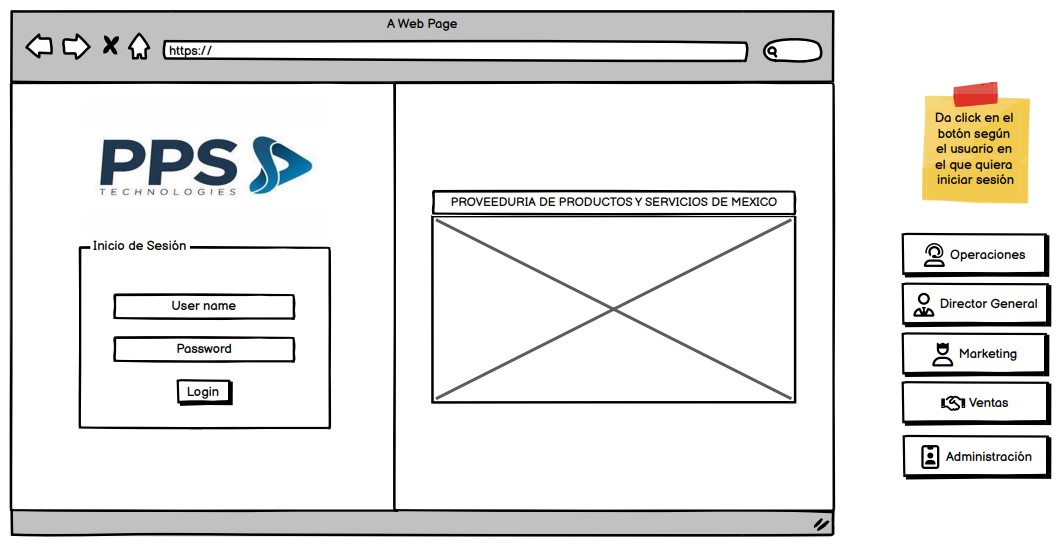 A Web Page
https://
PPS
TECHNOLOGIES
Inicio de Sesión
User name
Password
Login
PROVEEDURIA DE PRODUCTOS Y SERVICIOS DE MEXICO
Da click en el
botón según
el usuario en
el que quiera
iniciar sesión
Operaciones
Director General
Marketing
Ventas
Administración